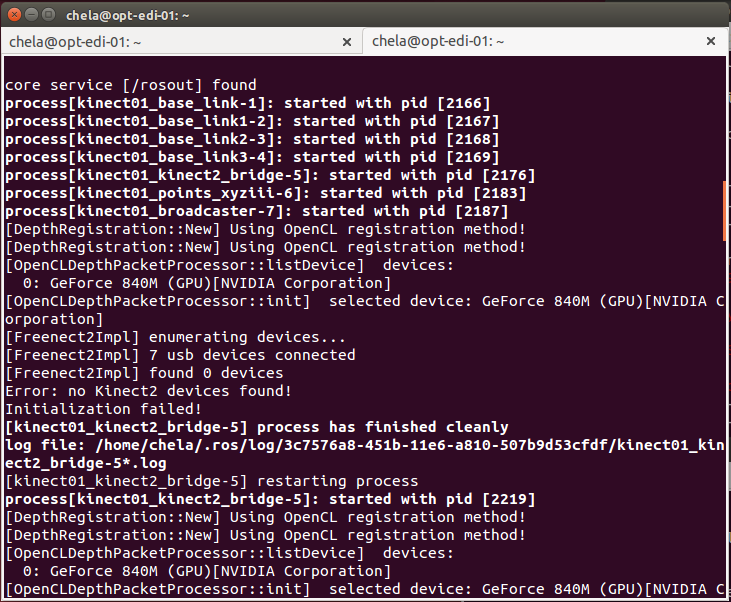 chela@opt-edi-01: ~
chela@opt-edi-01: ~ × chela@opt-edi-01: ~ ×
core service [/rosout] found
process[kinect01_base_link-1]: started with pid [2166]
process[kinect01_base_link1-2]: started with pid [2167]
process[kinect01_base_link2-3]: started with pid [2168]
process[kinect01_base_link3-4]: started with pid [2169]
process[kinect01_kinect2_bridge-5]: started with pid [2176]
process[kinect01_points_xyziii-6]: started with pid [2183]
process[kinect01_broadcaster-7]: started with pid [2187]
[DepthRegistration::New] Using OpenCL registration method!
[DepthRegistration::New] Using OpenCL registration method!
[OpenCLDepthPacketProcessor::listDevice]  devices:
  0: GeForce 840M (GPU)[NVIDIA Corporation]
[OpenCLDepthPacketProcessor::init]  selected device: GeForce 840M (GPU)[NVIDIA C
orporation]
[Freenect2Impl] enumerating devices...
[Freenect2Impl] 7 usb devices connected
[Freenect2Impl] found 0 devices
Error: no Kinect2 devices found!
Initialization failed!
[kinect01_kinect2_bridge-5] process has finished cleanly
log file: /home/chela/.ros/log/3c7576a8-451b-11e6-a810-507b9d53cfdf/kinect01_kin
ect2_bridge-5*.log
[kinect01_kinect2_bridge-5] restarting process
process[kinect01_kinect2_bridge-5]: started with pid [2219]
[DepthRegistration::New] Using OpenCL registration method!
[DepthRegistration::New] Using OpenCL registration method!
[OpenCLDepthPacketProcessor::listDevice]  devices:
  0: GeForce 840M (GPU)[NVIDIA Corporation]
[OpenCLDepthPacketProcessor::init]  selected device: GeForce 840M (GPU)[NVIDIA C